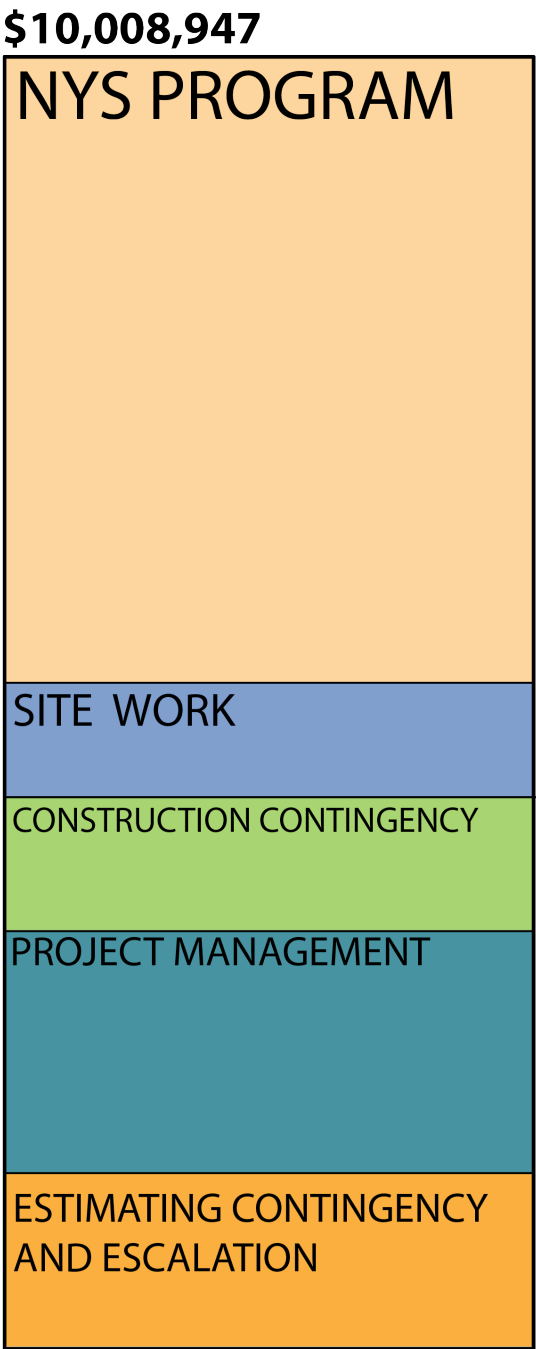 $10,008,947
NYS PROGRAM
SITE WORK
CONSTRUCTION CONTINGENCY
PROJECT MANAGEMENT
ESTIMATING CONTINGENCY
AND ESCALATION